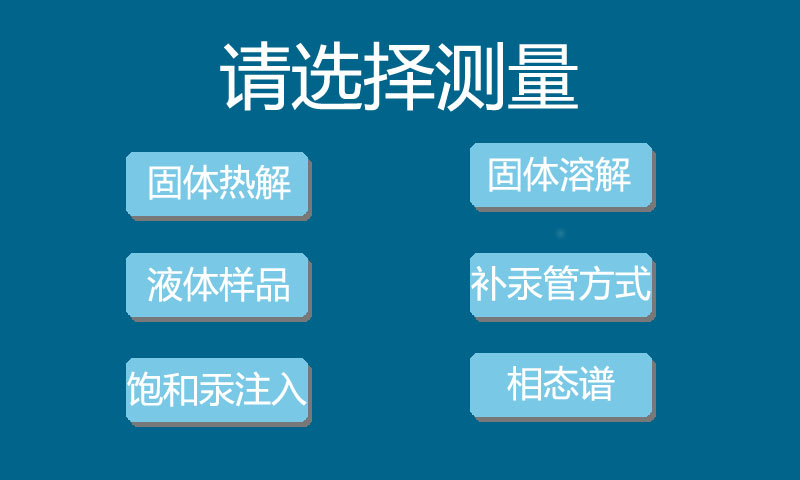 请选择测量
固体热解
固体溶解
液体样品
补汞管方式
饱和汞注入
相态谱